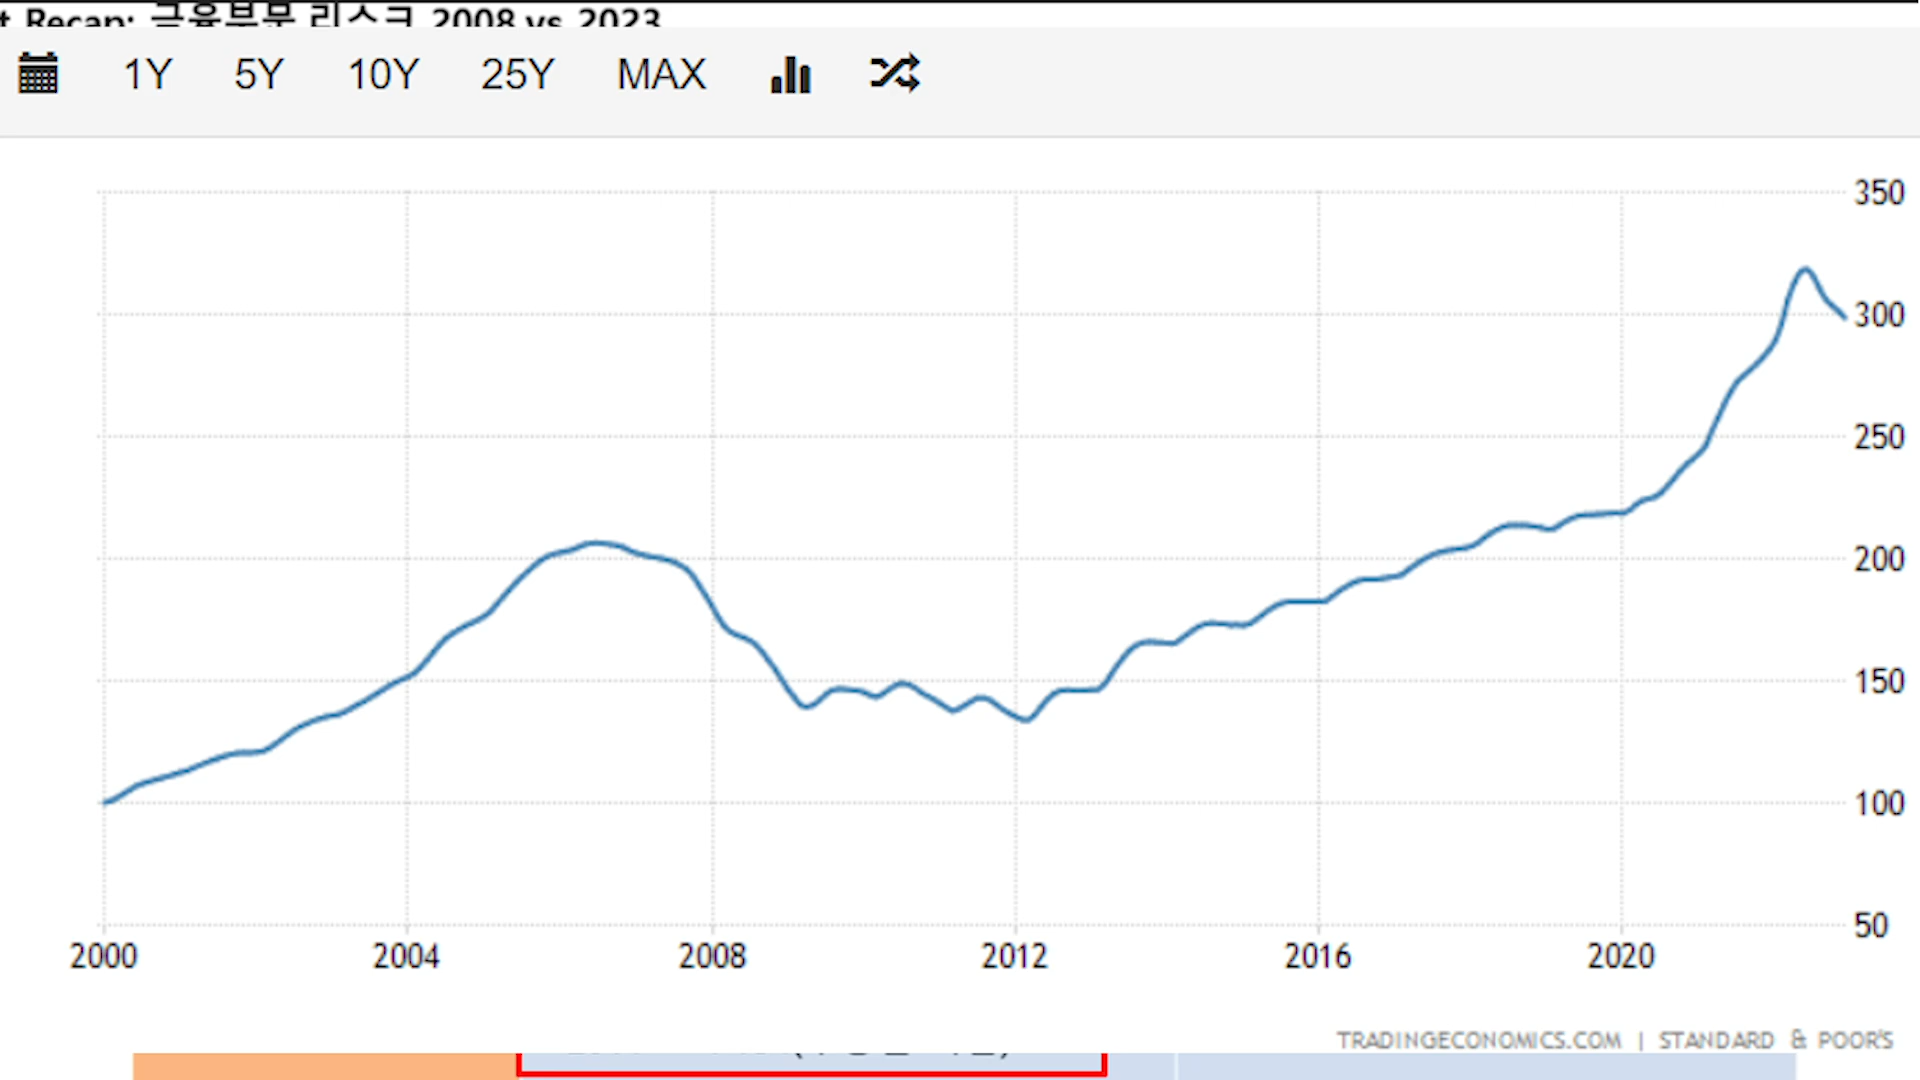 t Recap: 금융부문 리스크 2008 vs 2023
1Y 5Y 10Y 25Y MAX
350
300
250
200
150
100
50
2000 2004 2008 2012 2016 2020
TRADINGECONOMICS.COM | STANDARD & POOR'S